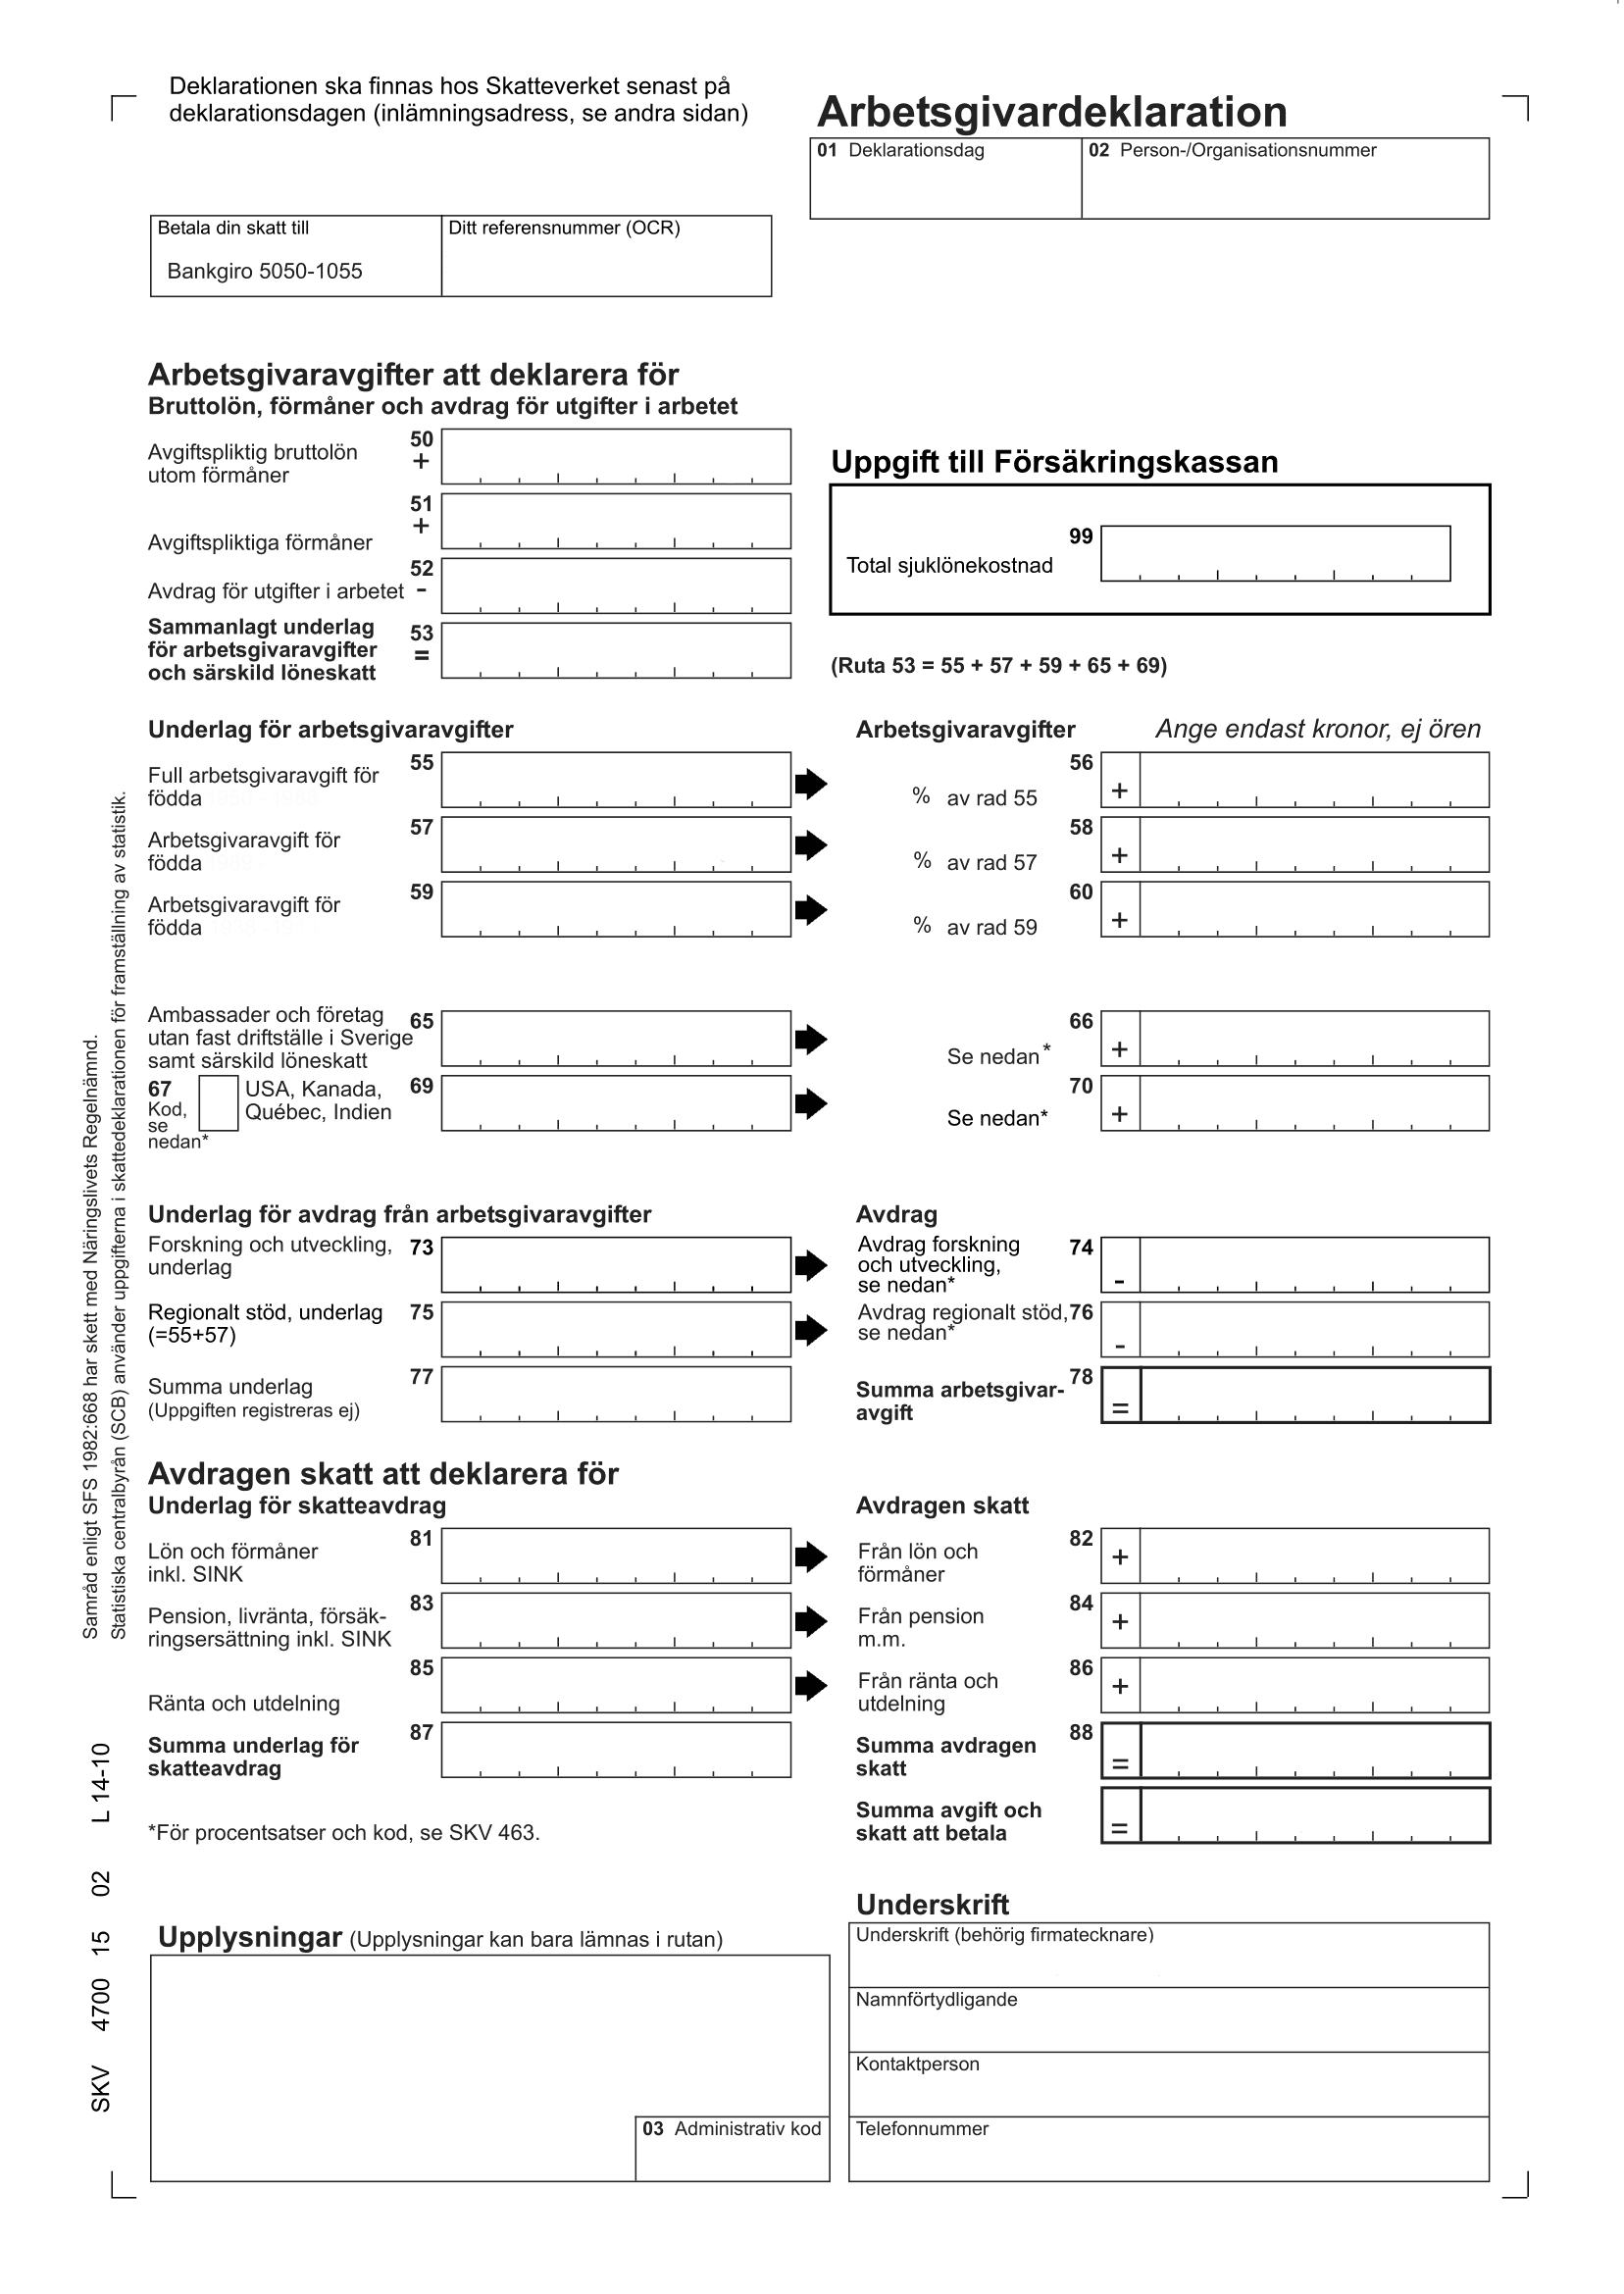 Deklarationen ska finnas hos Skatteverket senast på
deklarationsdagen (inlämningsadress, se andra sidan)
Arbetsgivardeklaration
01 Deklarationsdag
02 Person-/Organisationsnummer
Betala din skatt till
Bankgiro 5050-1055
Ditt referensnummer (OCR)
Arbetsgivaravgifter att deklarera för
Bruttolön, förmåner och avdrag för utgifter i arbetet
Avgiftspliktig bruttolön
utom förmåner
50
+
Avgiftspliktiga förmåner
51
+
Avdrag för utgifter i arbetet
52
-
Sammanlagt underlag
för arbetsgivaravgifter
och särskild löneskatt
53
=
Uppgift till Försäkringskassan
Total sjuklönekostnad
99
(Ruta 53 = 55 + 57 + 59 + 65 + 69)
Underlag för arbetsgivaravgifter
Arbetsgivaravgifter
Ange endast kronor, ej ören
Full arbetsgivaravgift för
födda
55
% av rad 55
56
+
Arbetsgivaravgift för
födda
57
% av rad 57
58
+
Arbetsgivaravgift för
födda
59
% av rad 59
60
+
Ambassader och företag
utan fast driftställe i Sverige
samt särskild löneskatt
65
Se nedan*
66
+
67
Kod,
se
nedan*
USA, Kanada,
Québec, Indien
69
Se nedan*
70
+
Underlag för avdrag från arbetsgivaravgifter
Avdrag
Forskning och utveckling,
underlag
73
Avdrag forskning
och utveckling,
se nedan*
74
-
Regionalt stöd, underlag
(=55+57)
75
Avdrag regionalt stöd,
se nedan*
76
-
Summa underlag
(Uppgiften registreras ej)
77
Summa arbetsgivar-
avgift
78
=
Avdragen skatt att deklarera för
Underlag för skatteavdrag
Avdragen skatt
Lön och förmåner
inkl. SINK
81
Från lön och
förmåner
82
+
Pension, livränta, försäk-
ringsersättning inkl. SINK
83
Från pension
m.m.
84
+
Ränta och utdelning
85
Från ränta och
utdelning
86
+
Summa underlag för
skatteavdrag
87
Summa avdragen
skatt
88
=
Summa avgift och
skatt att betala
=
*För procentsatser och kod, se SKV 463.
Upplysningar (Upplysningar kan bara lämnas i rutan)
03 Administrativ kod
Underskrift
Underskrift (behörig firmatecknare)
Namnförtydligande
Kontaktperson
Telefonnummer
Samråd enligt SFS 1982:668 har skett med Näringslivets Regelnämnd.
Statistiska centralbyrån (SCB) använder uppgifterna i skattedeklarationen för framställning av statistik.
SKV 4700 15 02 L 14-10